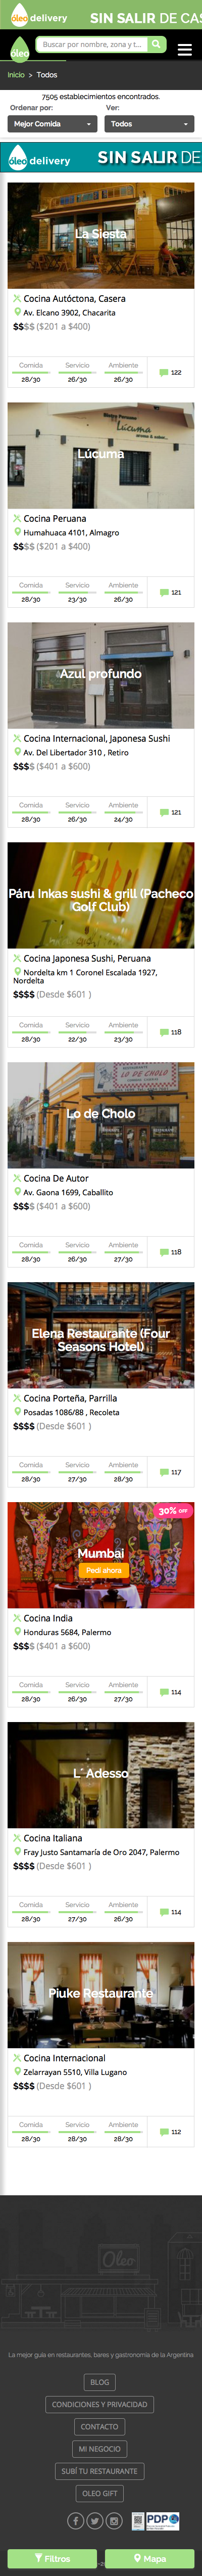 óleo delivery SIN SALIR DE CAS
óleo Buscar por nombre, zona y t...
Inicio > Todos
7505 establecimientos encontrados.
Ordenar por: Ver:
Mejor Comida Todos
óleo delivery SIN SALIR DE
La Siesta
Cocina Autóctona, Casera
Av. Elcano 3902, Chacarita
$$$$ ($201 a $400)
Comida Servicio Ambiente
28/30 26/30 26/30 122
Lúcuma
Lúcuma
Cocina Peruana
Humahuaca 4101, Almagro
$$$$ ($201 a $400)
Comida Servicio Ambiente
28/30 23/30 26/30 121
Azul profundo
Cocina Internacional, Japonesa Sushi
Av. Del Libertador 310 , Retiro
$$$$ ($401 a $600)
Comida Servicio Ambiente
28/30 26/30 24/30 121
Páru Inkas sushi & grill (Pacheco
Golf Club)
Cocina Japonesa Sushi, Peruana
Nordelta km 1 Coronel Escalada 1927,
Nordelta
$$$$ (Desde $601 )
Comida Servicio Ambiente
28/30 22/30 23/30 118
LO DE CHOLO
Lo de Cholo
Cocina De Autor
Av. Gaona 1699, Caballito
$$$$ ($401 a $600)
Comida Servicio Ambiente
28/30 26/30 27/30 118
Elena Restaurante (Four
Seasons Hotel)
Cocina Porteña, Parrilla
Posadas 1086/88 , Recoleta
$$$$ (Desde $601 )
Comida Servicio Ambiente
28/30 27/30 28/30 117
30% OFF
Mumbai
Pedí ahora
Cocina India
Honduras 5684, Palermo
$$$$ ($401 a $600)
Comida Servicio Ambiente
28/30 26/30 27/30 114
L´ Adesso
Cocina Italiana
Fray Justo Santamaría de Oro 2047, Palermo
$$$$ (Desde $601 )
Comida Servicio Ambiente
28/30 27/30 26/30 114
Piuke Restaurante
Cocina Internacional
Zelarrayan 5510, Villa Lugano
$$$$ (Desde $601 )
Comida Servicio Ambiente
28/30 28/30 28/30 112
Oleo
La mejor guía en restaurantes, bares y gastronomía de la Argentina
BLOG
CONDICIONES Y PRIVACIDAD
CONTACTO
MI NEGOCIO
SUBÍ TU RESTAURANTE
OLEO GIFT
PDP
Filtros Mapa